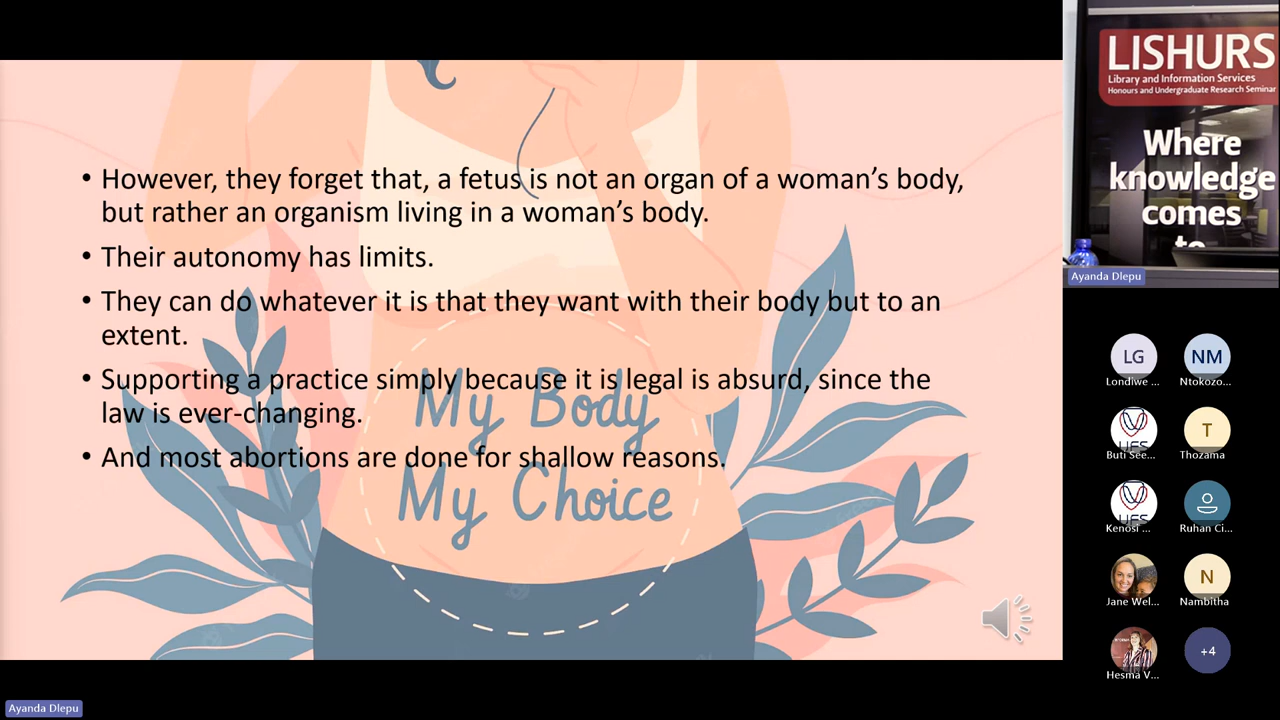 • However, they forget that, a fetus is not an organ of a woman’s body,
but rather an organism living in a woman’s body.
• Their autonomy has limits.
• They can do whatever it is that they want with their body but to an
extent.
• Supporting a practice simply because it is legal is absurd, since the
law is ever-changing.
• And most abortions are done for shallow reasons.
My Body
My Choice
Ayanda Dlepu
LISHURS
Library and Information Services
Honours and Undergraduate Research Seminar
Where
knowledge
comes
to
Ayanda Dlepu
LG
NM
Londiwe ...
Ntokozo...
UFS
T
Buti See...
Thozama
UFS
Kenosi ...
Ruhan Ci...
N
Jane Wel...
Nambitha
+4
Hesma V...